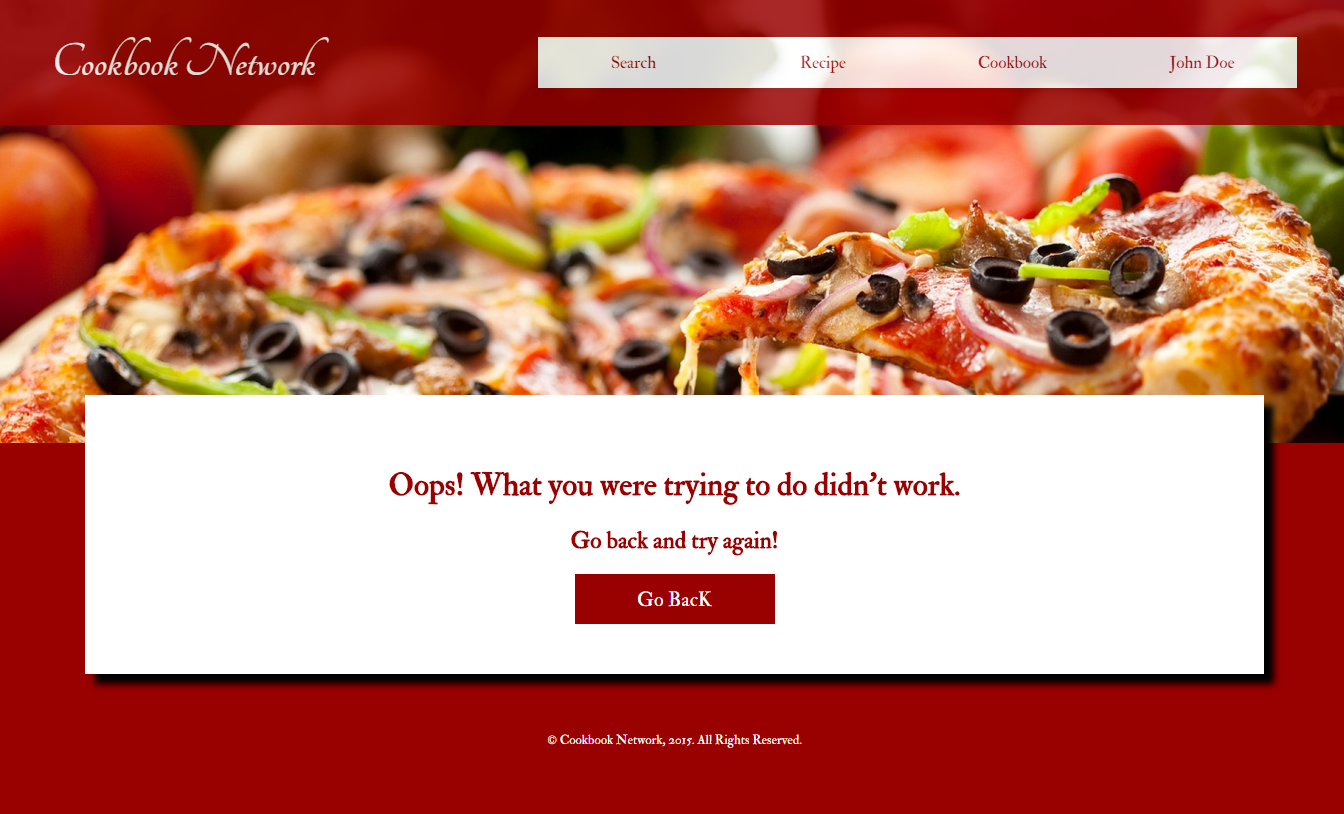 Cookbook Network
Search Recipe Cookbook John Doe
Oops! What you were trying to do didn't work.
Go back and try again!
Go BacK
© Cookbook Network, 2015. All Rights Reserved.